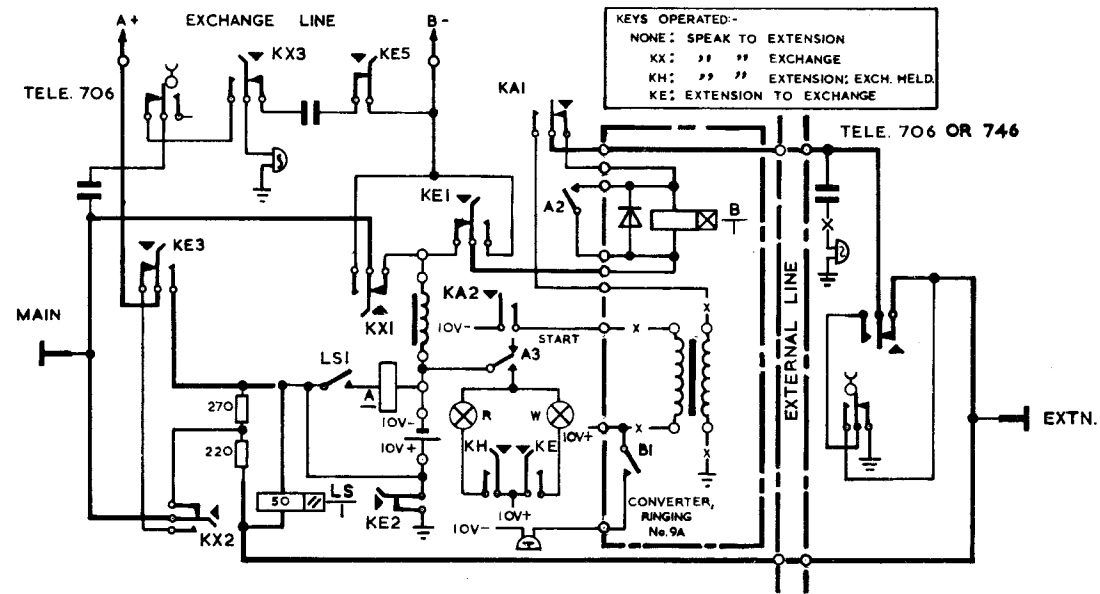 A+ EXCHANGE LINE B-
KEYS OPERATED:-
NONE: SPEAK TO EXTENSION
KX: " " EXCHANGE
KH: " " EXTENSION; EXCH. HELD.
KE: EXTENSION TO EXCHANGE
KX3
KE5
KA1
TELE. 706
TELE. 706 OR 746
KE1
A2
B
KE3
KX1
KA2
10V-
START
A3
MAIN
LS1
A
10V-
10V+
R
W
10V+
270
220
KH
KE
B1
EXTERNAL LINE
EXTN.
50
LS
KE2
10V+
10V-
KX2
CONVERTER,
RINGING
No. 9A
X
X
X
X
X